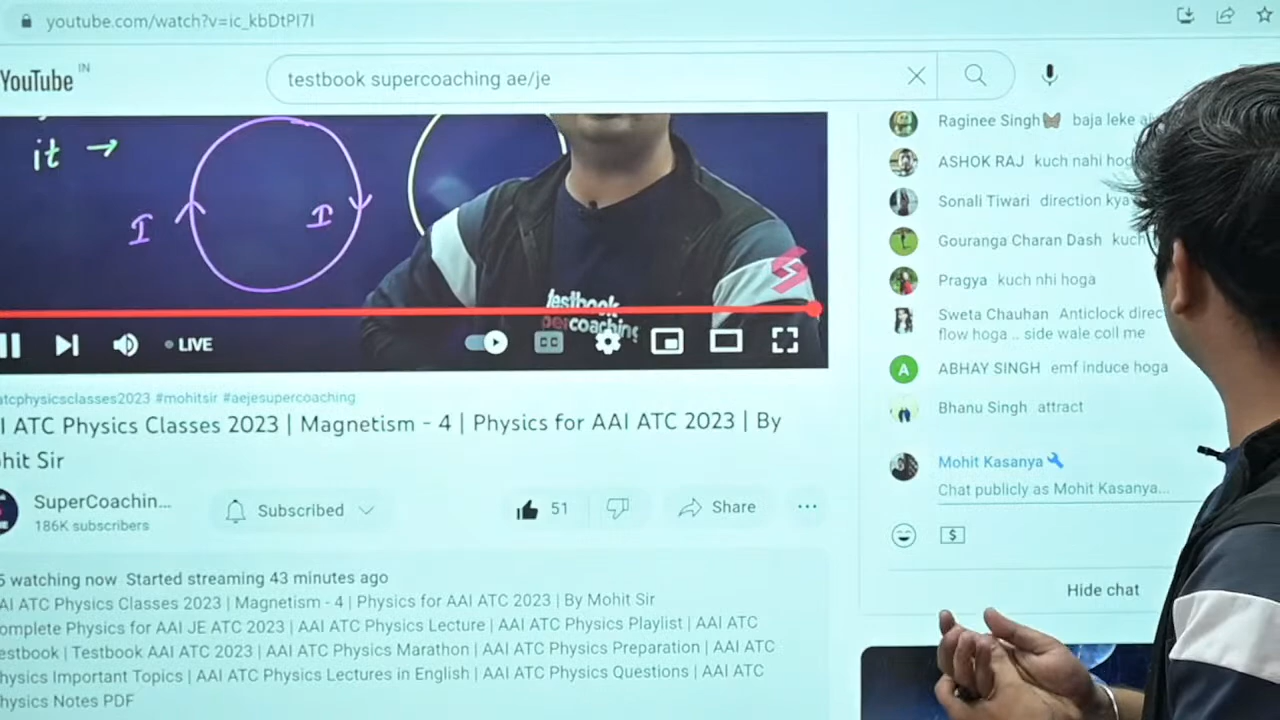 youtube.com/watch?v=ic_kbDtPI7I
YouTube IN
testbook supercoaching ae/je
it →
I
I
testbook
percoaching
LIVE
CC
atcphysicsclasses2023 #mohitsir #aejesupercoaching
I ATC Physics Classes 2023 | Magnetism - 4 | Physics for AAI ATC 2023 | By
hit Sir
SuperCoachin...
186K subscribers
Subscribed
51
Share
5 watching now Started streaming 43 minutes ago
AI ATC Physics Classes 2023 | Magnetism - 4 | Physics for AAI ATC 2023 | By Mohit Sir
omplete Physics for AAI JE ATC 2023 | AAI ATC Physics Lecture | AAI ATC Physics Playlist | AAI ATC
estbook | Testbook AAI ATC 2023 | AAI ATC Physics Marathon | AAI ATC Physics Preparation | AAI ATC
hysics Important Topics | AAI ATC Physics Lectures in English | AAI ATC Physics Questions | AAI ATC
hysics Notes PDF
Raginee Singh baja leke
ASHOK RAJ kuch nahi hog
Sonali Tiwari direction kya
Gouranga Charan Dash kuch
Pragya kuch nhi hoga
Sweta Chauhan Anticlock direc
flow hoga .. side wale coll me
ABHAY SINGH emf induce hoga
Bhanu Singh attract
Mohit Kasanya
Chat publicly as Mohit Kasanya...
$
Hide chat